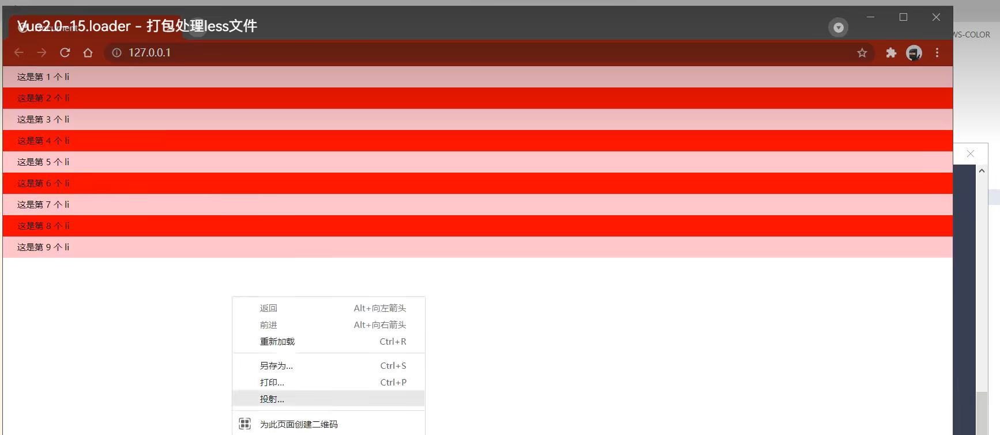 Vue2.0-15.loader - 打包处理less文件
127.0.0.1
WS-COLOR
这是第 1 个 li
这是第 2 个 li
这是第 3 个 li
这是第 4 个 li
这是第 5 个 li
这是第 6 个 li
这是第 7 个 li
这是第 8 个 li
这是第 9 个 li
返回 Alt+向左箭头
前进 Alt+向右箭头
重新加载 Ctrl+R
另存为... Ctrl+S
打印... Ctrl+P
投射...
为此页面创建二维码